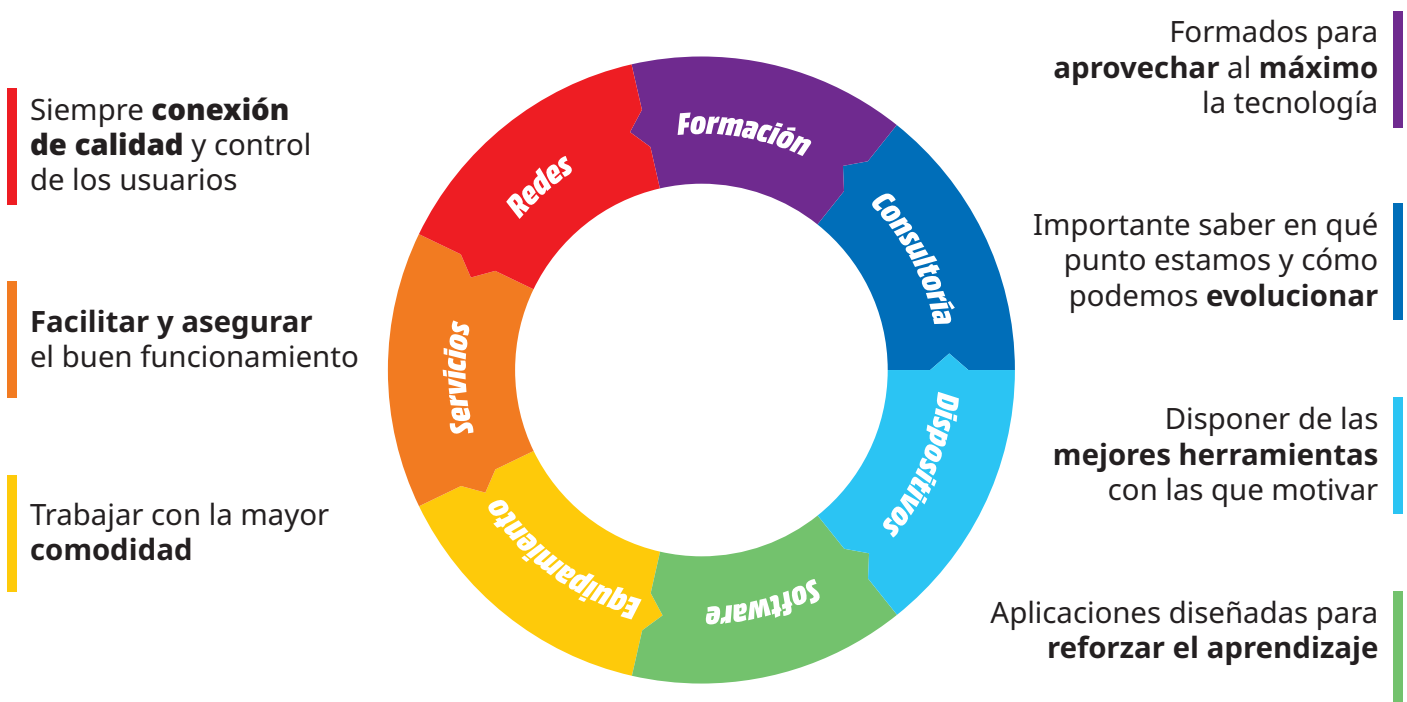 Siempre conexión
de calidad y control
de los usuarios
Facilitar y asegurar
el buen funcionamiento
Trabajar con la mayor
comodidad
Redes
Formación
Consultoría
Dispositivos
Software
Equipamiento
Servicios
Formados para
aprovechar al máximo
la tecnología
Importante saber en qué
punto estamos y cómo
podemos evolucionar
Disponer de las
mejores herramientas
con las que motivar
Aplicaciones diseñadas para
reforzar el aprendizaje